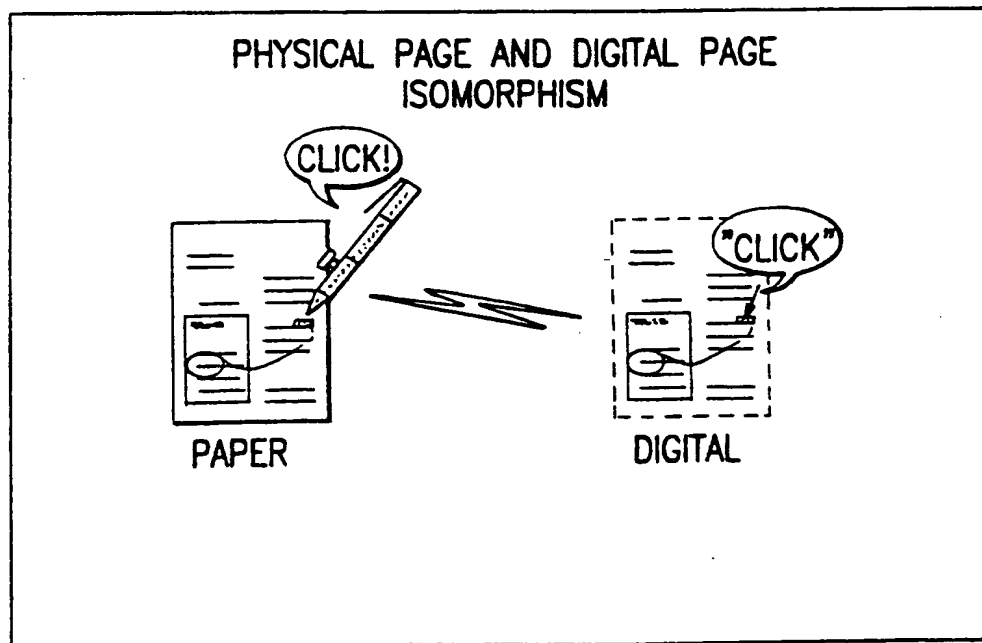 PHYSICAL PAGE AND DIGITAL PAGE
ISOMORPHISM
CLICK!
"CLICK"
PAPER
DIGITAL